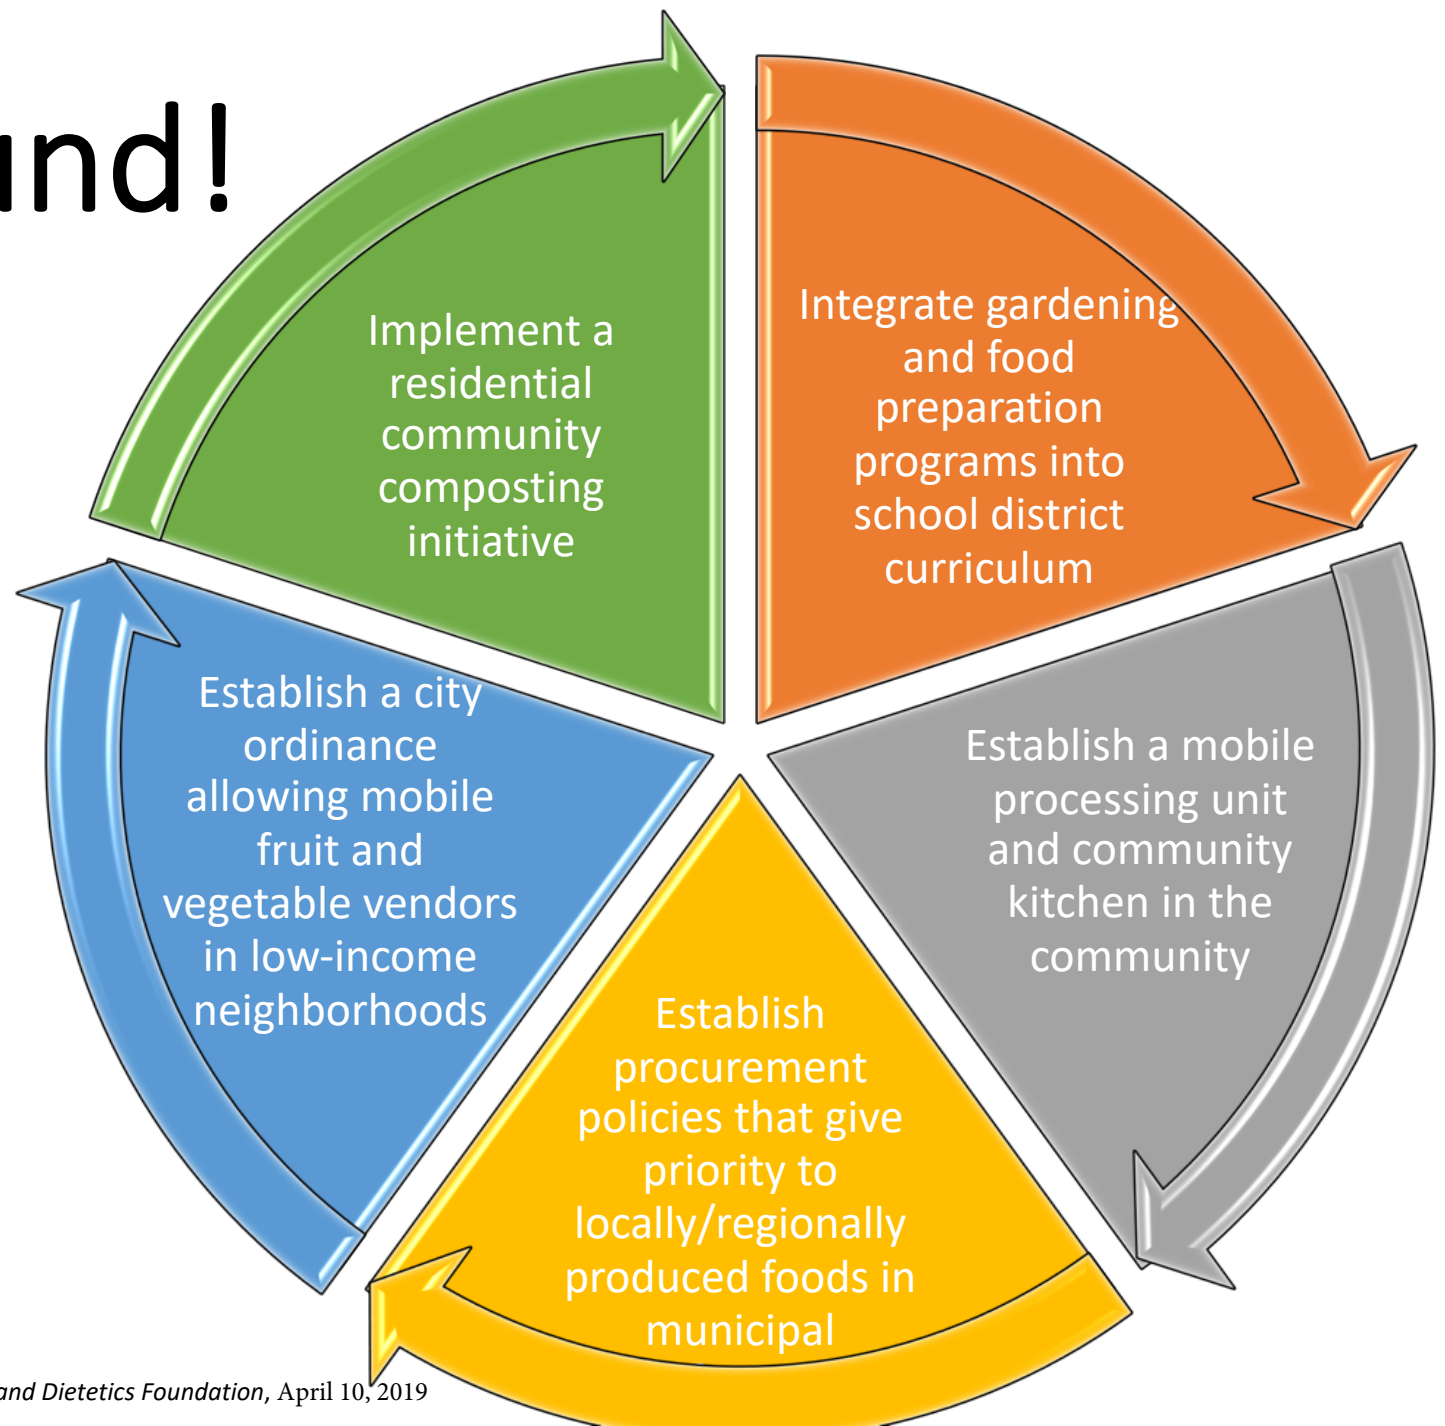 und!
Implement a
residential
community
composting
initiative
Integrate gardening
and food
preparation
programs into
school district
curriculum
Establish a mobile
processing unit
and community
kitchen in the
community
Establish
procurement
policies that give
priority to
locally/regionally
produced foods in
municipal
Establish a city
ordinance
allowing mobile
fruit and
vegetable vendors
in low-income
neighborhoods
and Dietetics Foundation, April 10, 2019